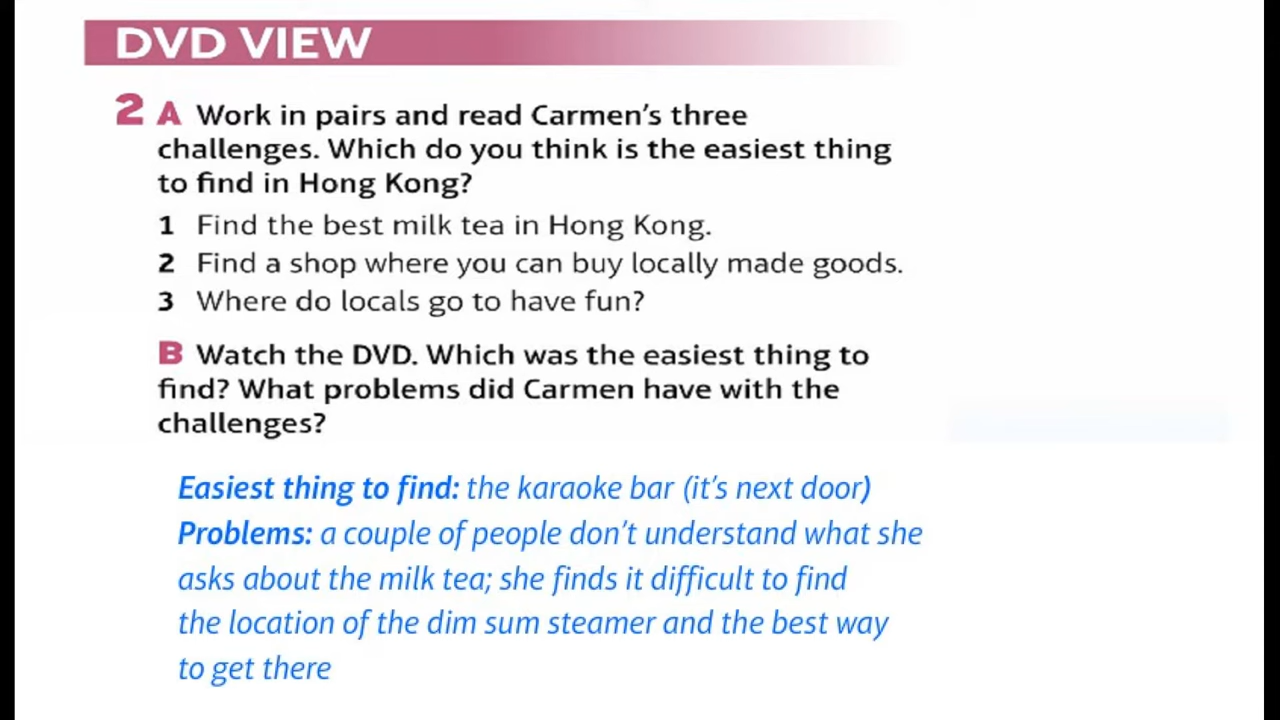 DVD VIEW
2 A Work in pairs and read Carmen's three
challenges. Which do you think is the easiest thing
to find in Hong Kong?
1 Find the best milk tea in Hong Kong.
2 Find a shop where you can buy locally made goods.
3 Where do locals go to have fun?
B Watch the DVD. Which was the easiest thing to
find? What problems did Carmen have with the
challenges?
Easiest thing to find: the karaoke bar (it's next door)
Problems: a couple of people don't understand what she
asks about the milk tea; she finds it difficult to find
the location of the dim sum steamer and the best way
to get there